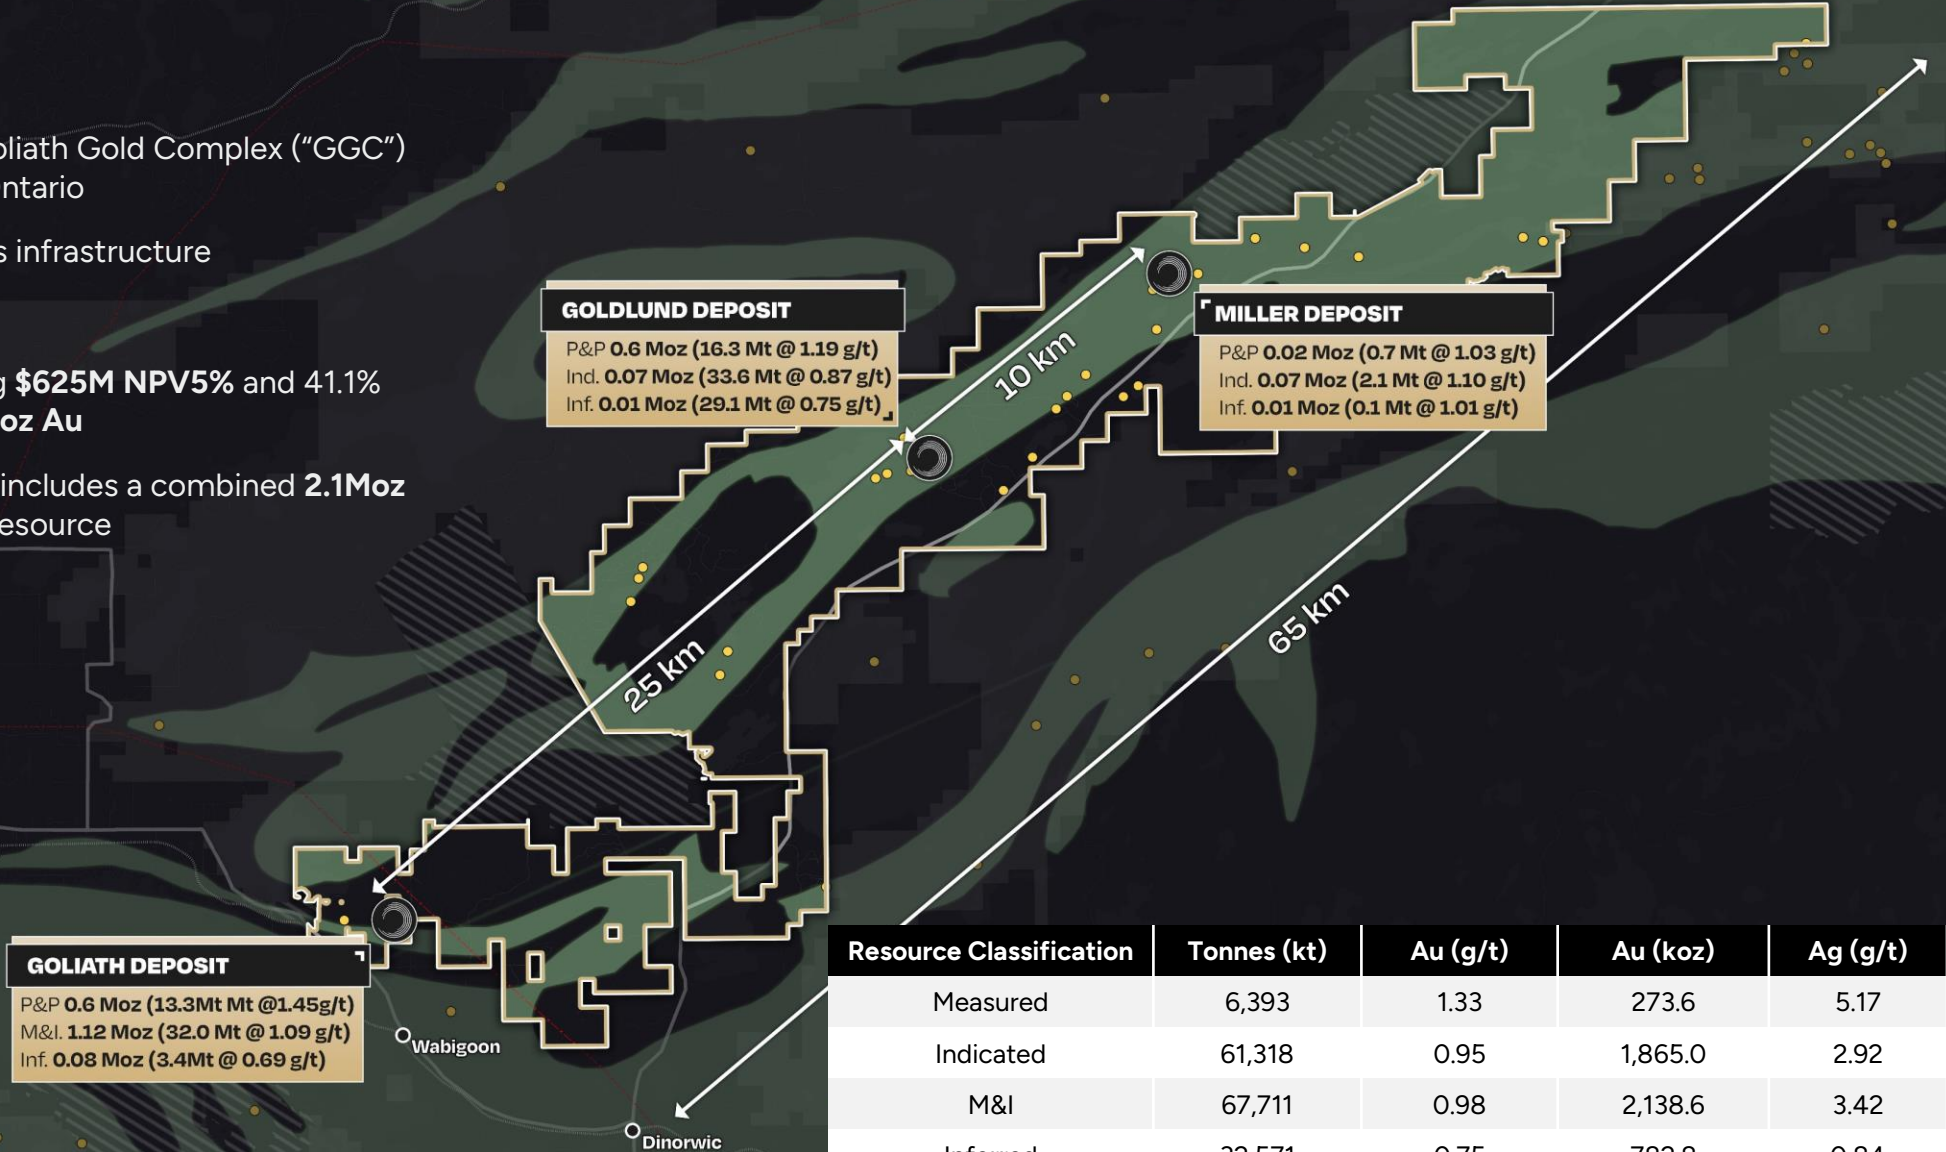 oliath Gold Complex (“GGC”)
ntario
s infrastructure
g $625M NPV5% and 41.1%
oz Au
includes a combined 2.1Moz
esource
GOLDLUND DEPOSIT
P&P 0.6 Moz (16.3 Mt @ 1.19 g/t)
Ind. 0.07 Moz (33.6 Mt @ 0.87 g/t)
Inf. 0.01 Moz (29.1 Mt @ 0.75 g/t)
MILLER DEPOSIT
P&P 0.02 Moz (0.7 Mt @ 1.03 g/t)
Ind. 0.07 Moz (2.1 Mt @ 1.10 g/t)
Inf. 0.01 Moz (0.1 Mt @ 1.01 g/t)
10 km
25 km
65 km
GOLIATH DEPOSIT
P&P 0.6 Moz (13.3Mt Mt @1.45g/t)
M&I. 1.12 Moz (32.0 Mt @ 1.09 g/t)
Inf. 0.08 Moz (3.4Mt @ 0.69 g/t)
Wabigoon
Dinorwic
Resource Classification Tonnes (kt) Au (g/t) Au (koz) Ag (g/t)
Measured 6,393 1.33 273.6 5.17
Indicated 61,318 0.95 1,865.0 2.92
M&I 67,711 0.98 2,138.6 3.42
Inferred 0.75